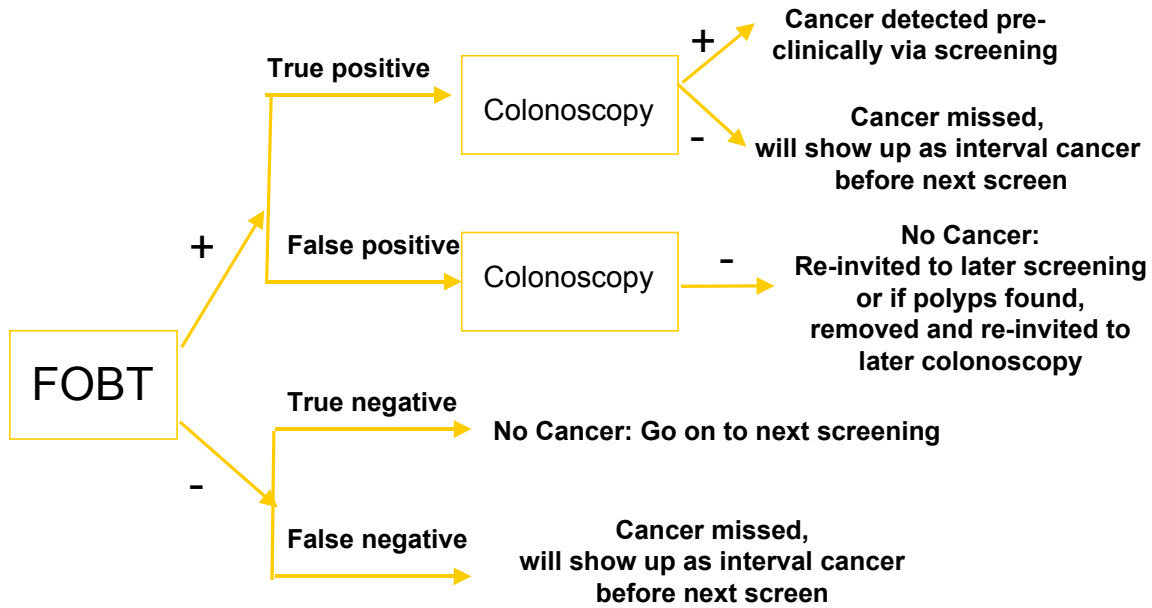 True positive
Colonoscopy
+
Cancer detected pre-
clinically via screening
-
Cancer missed,
will show up as interval cancer
before next screen
+
False positive
Colonoscopy
-
No Cancer:
Re-invited to later screening
or if polyps found,
removed and re-invited to
later colonoscopy
FOBT
-
True negative
No Cancer: Go on to next screening
False negative
Cancer missed,
will show up as interval cancer
before next screen